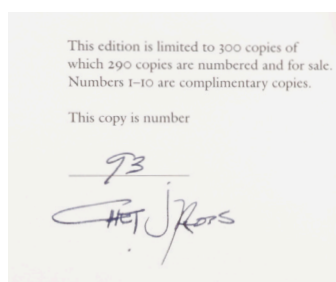 This edition is limited to 300 copies of
which 290 copies are numbered and for sale.
Numbers 1–10 are complimentary copies.
This copy is number
93
CHET J